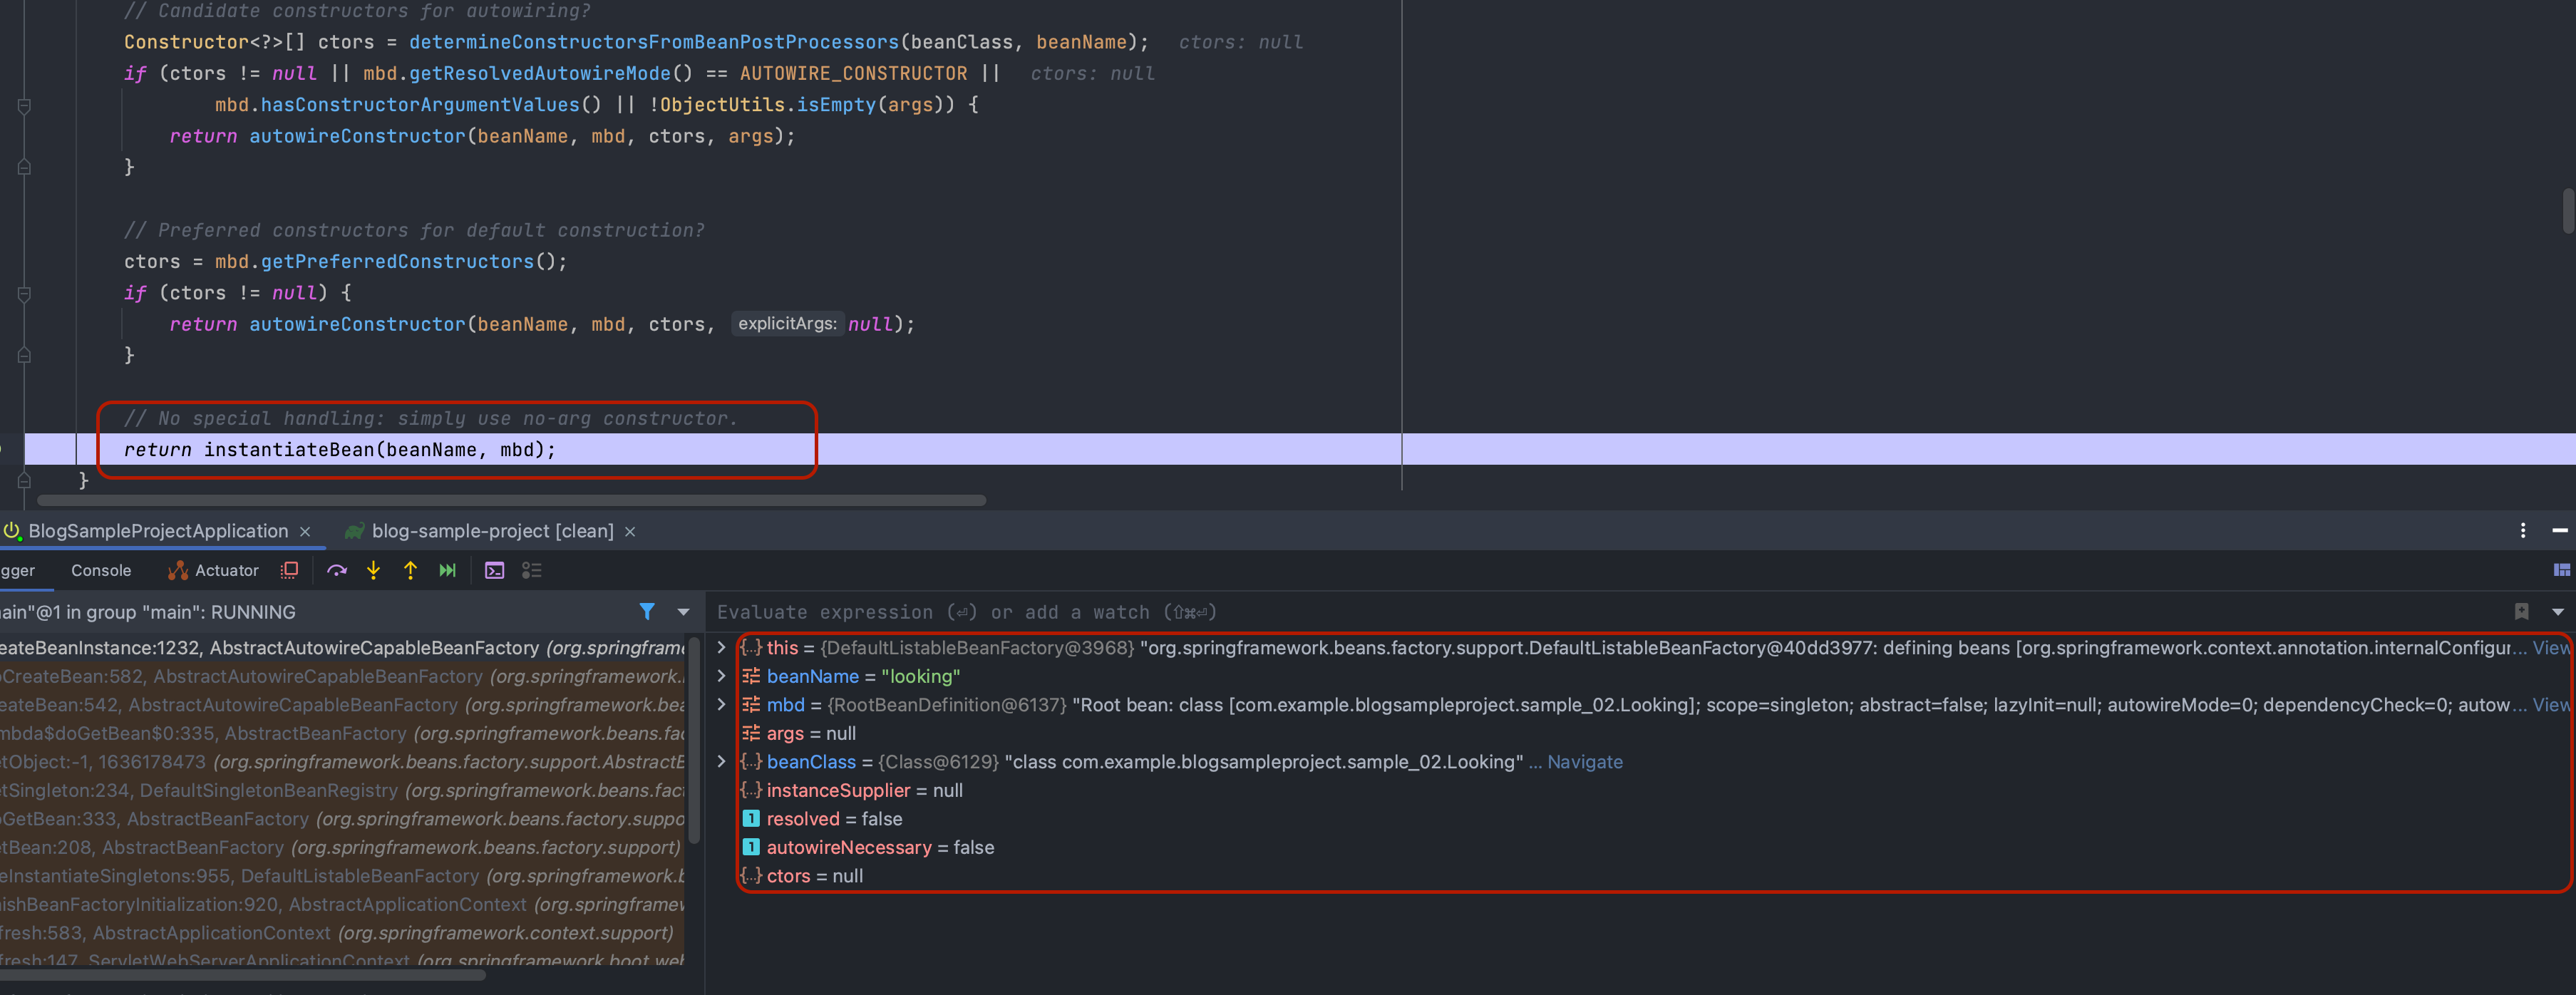 // Candidate constructors for autowiring?
Constructor<?>[] ctors = determineConstructorsFromBeanPostProcessors(beanClass, beanName);   ctors: null
if (ctors != null || mbd.getResolvedAutowireMode() == AUTOWIRE_CONSTRUCTOR ||   ctors: null
mbd.hasConstructorArgumentValues() || !ObjectUtils.isEmpty(args)) {
return autowireConstructor(beanName, mbd, ctors, args);
}
// Preferred constructors for default construction?
ctors = mbd.getPreferredConstructors();
if (ctors != null) {
return autowireConstructor(beanName, mbd, ctors, explicitArgs: null);
}
// No special handling: simply use no-arg constructor.
return instantiateBean(beanName, mbd);
}
BlogSampleProjectApplication ×   blog-sample-project [clean] ×
gger   Console   Actuator
ain"@1 in group "main": RUNNING
Evaluate expression (⏎) or add a watch (⇧⌘⏎)
eateBeanInstance:1232, AbstractAutowireCapableBeanFactory (org.springframe
CreateBean:582, AbstractAutowireCapableBeanFactory (org.springframework.
eateBean:542, AbstractAutowireCapableBeanFactory (org.springframework.bea
mbda$doGetBean$0:335, AbstractBeanFactory (org.springframework.beans.fac
tObject:-1, 1636178473 (org.springframework.beans.factory.support.AbstractB
tSingleton:234, DefaultSingletonBeanRegistry (org.springframework.beans.fact
GetBean:333, AbstractBeanFactory (org.springframework.beans.factory.suppo
tBean:208, AbstractBeanFactory (org.springframework.beans.factory.support)
eInstantiateSingletons:955, DefaultListableBeanFactory (org.springframework.b
ishBeanFactoryInitialization:920, AbstractApplicationContext (org.springframew
fresh:583, AbstractApplicationContext (org.springframework.context.support)
fresh:147, ServletWebServerApplicationContext (org.springframework.boot.web
this = {DefaultListableBeanFactory@3968} "org.springframework.beans.factory.support.DefaultListableBeanFactory@40dd3977: defining beans [org.springframework.context.annotation.internalConfigur... View
beanName = "looking"
mbd = {RootBeanDefinition@6137} "Root bean: class [com.example.blogsampleproject.sample_02.Looking]; scope=singleton; abstract=false; lazyInit=null; autowireMode=0; dependencyCheck=0; autow... View
args = null
beanClass = {Class@6129} "class com.example.blogsampleproject.sample_02.Looking" ... Navigate
instanceSupplier = null
resolved = false
autowireNecessary = false
ctors = null